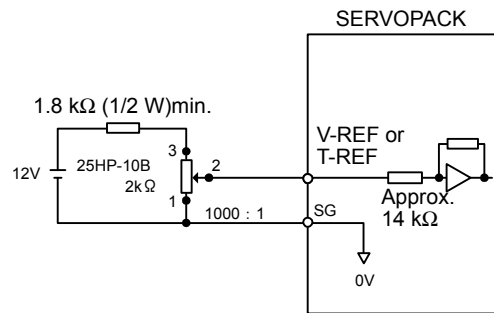 SERVOPACK
1.8 kΩ (1/2 W)min.
V-REF or
T-REF
3
25HP-10B
2
12V
2kΩ
1
Approx.
14 kΩ
1000 : 1
SG
0V